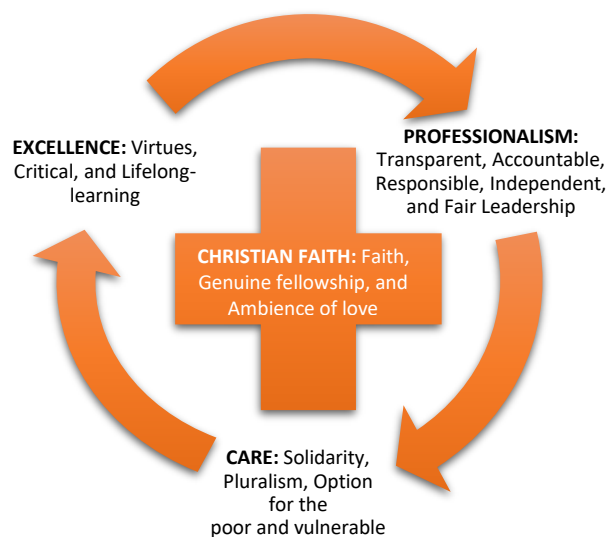 EXCELLENCE: Virtues,
Critical, and Lifelong-
learning
PROFESSIONALISM:
Transparent, Accountable,
Responsible, Independent,
and Fair Leadership
CHRISTIAN FAITH: Faith,
Genuine fellowship, and
Ambience of love
CARE: Solidarity,
Pluralism, Option
for the
poor and vulnerable